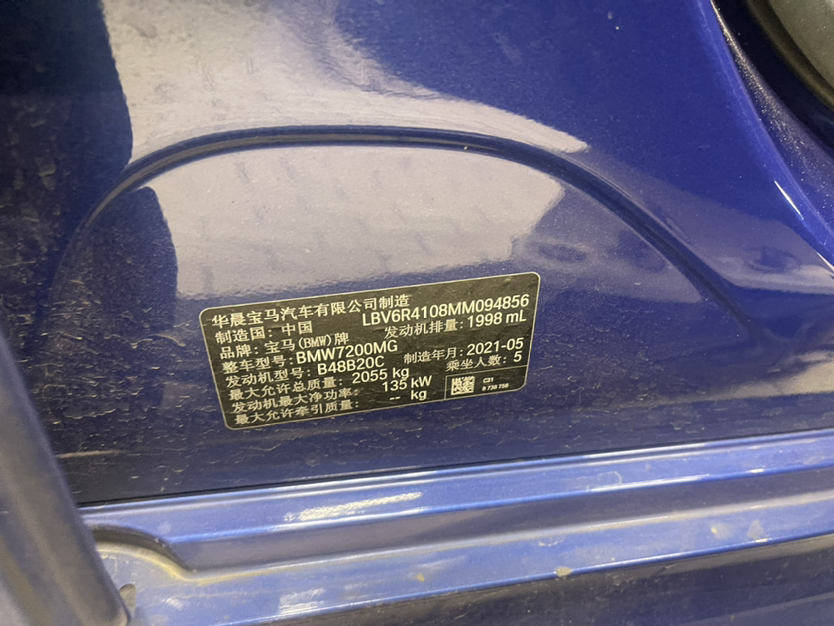 华晨宝马汽车有限公司制造
制造国: 中国 LBV6R4108MM094856
品牌: 宝马(BMW)牌 发动机排量: 1998 mL
整车型号: BMW7200MG
发动机型号: B48B20C 制造年月: 2021-05
最大允许总质量: 2055 kg 乘坐人数: 5
发动机最大净功率: 135 kW
最大允许牵引质量: -- kg
C31
9 738 758